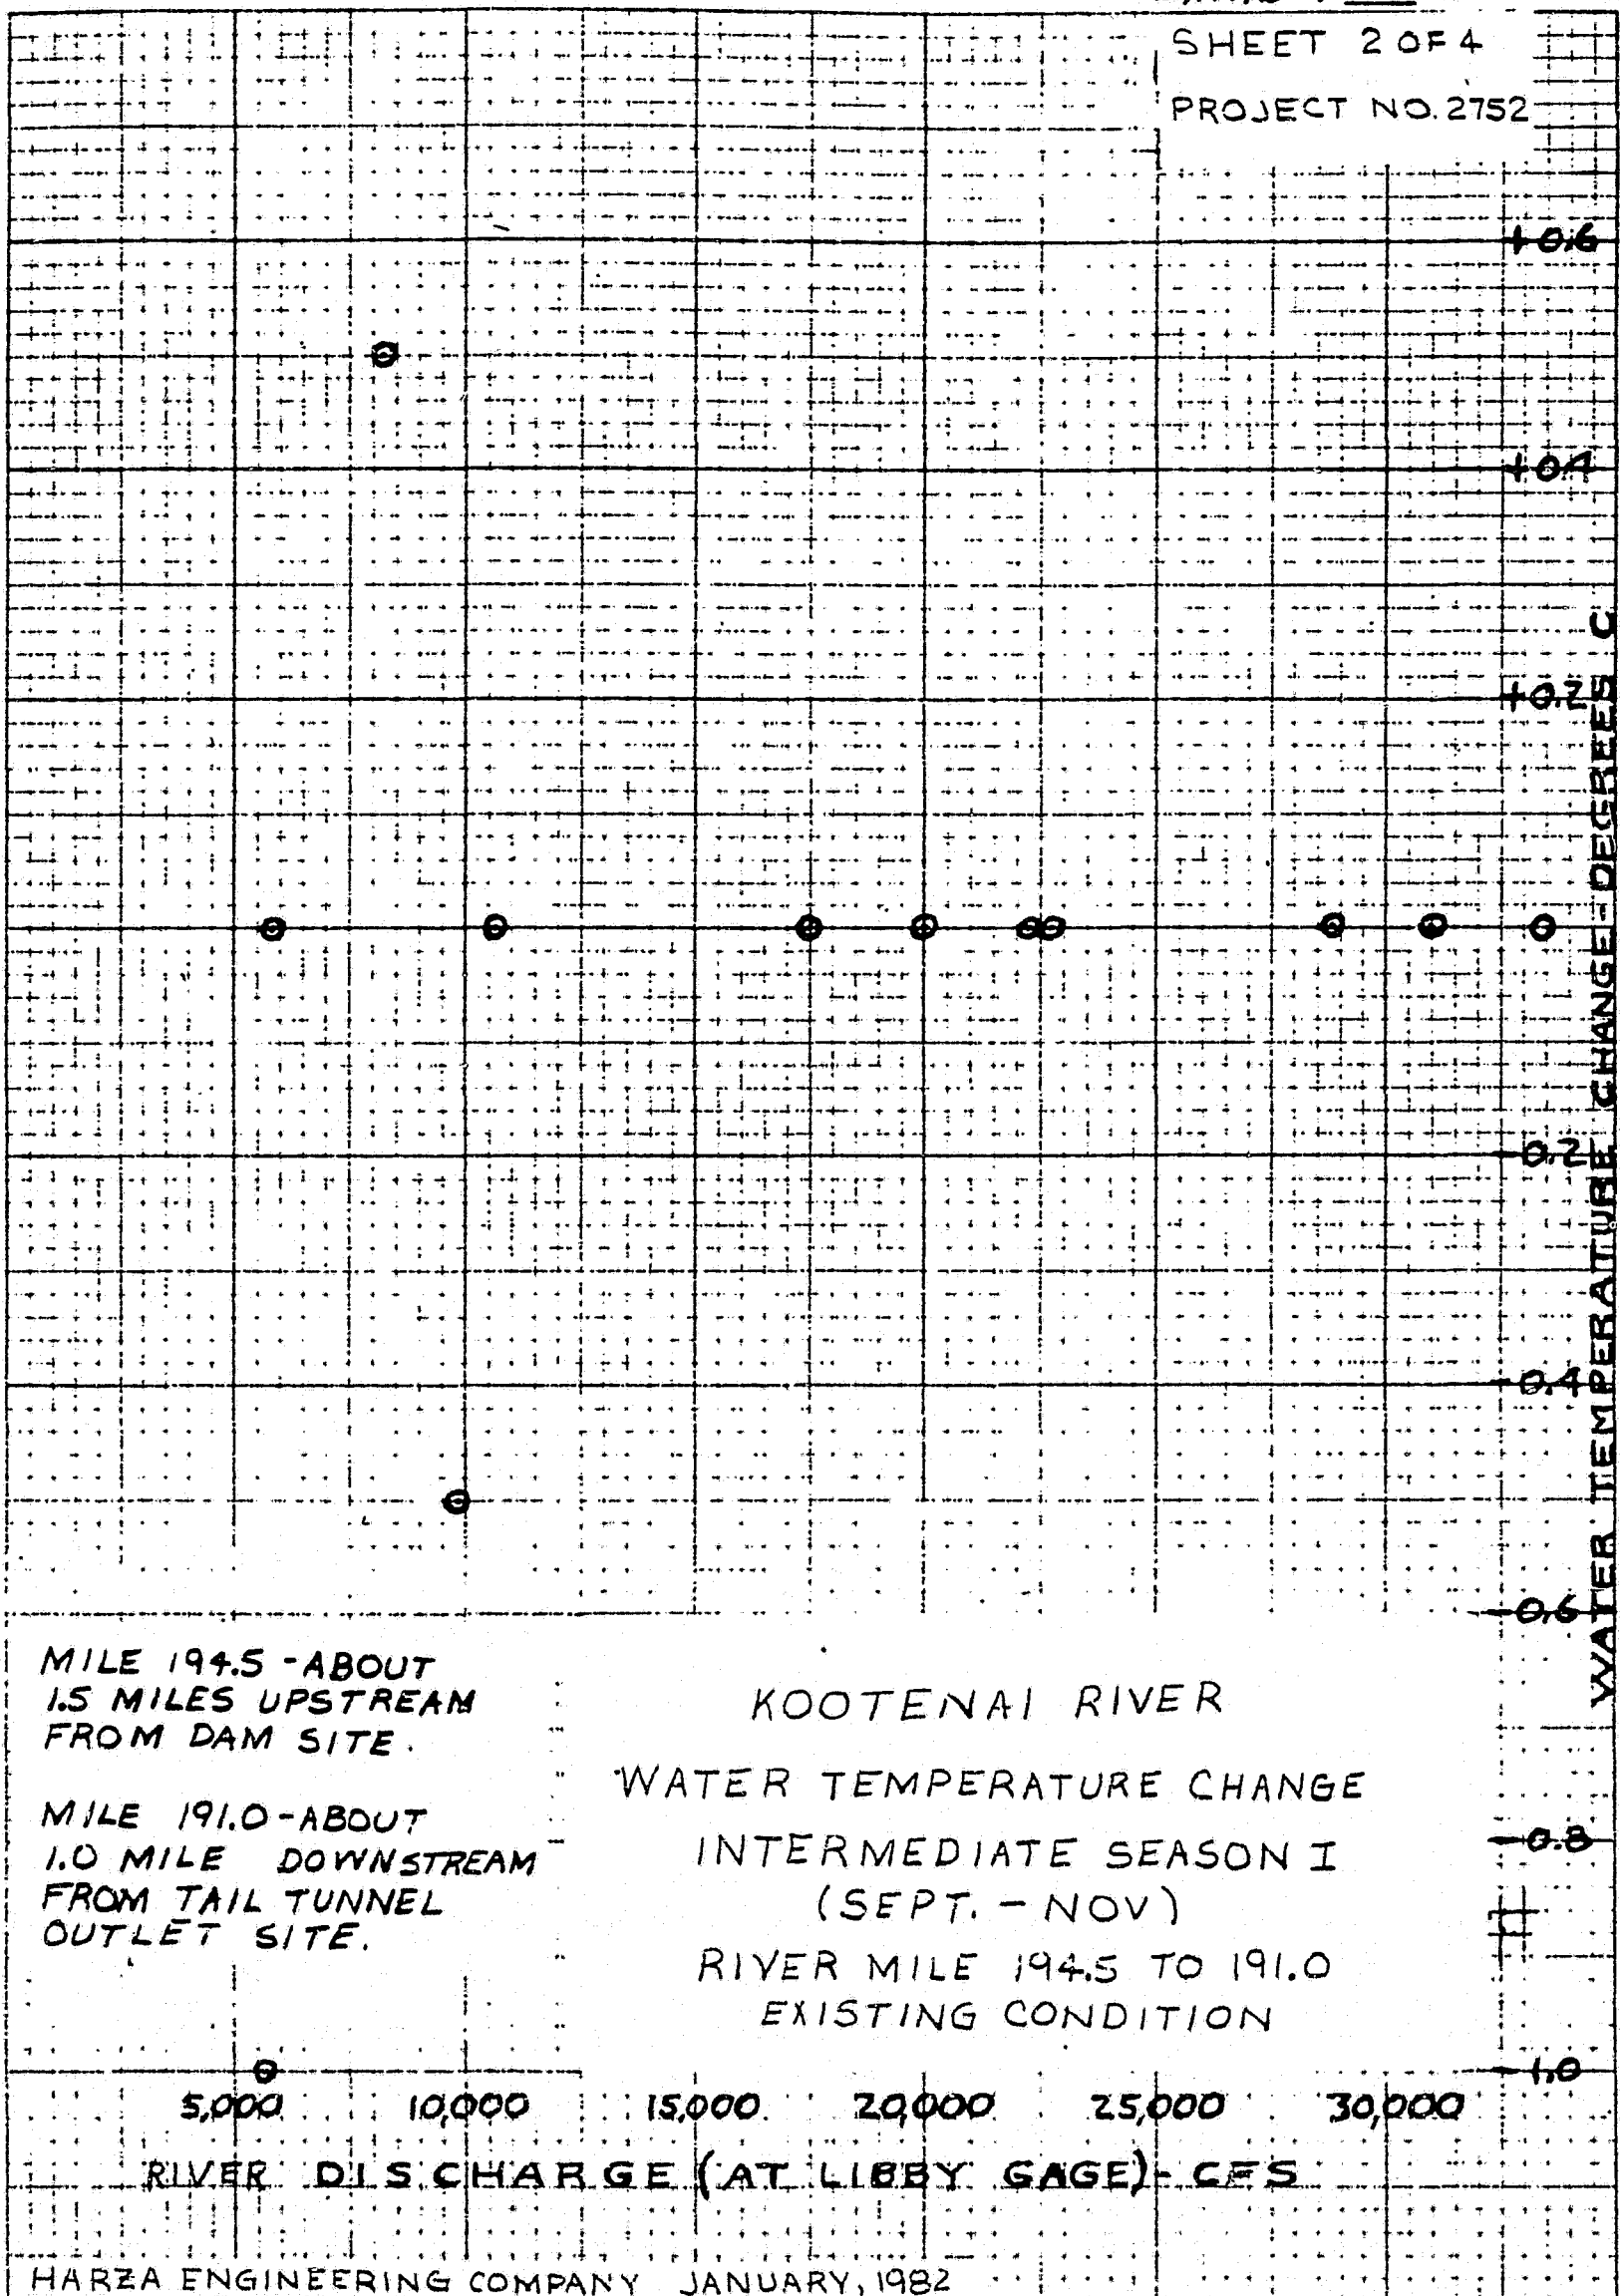 SHEET 2 OF 4
PROJECT NO. 2752
+0.6
+0.4
+0.2
-0.2
-0.4
-0.6
-0.8
-1.0
WATER TEMPERATURE CHANGE-DEGREES C
MILE 194.5 - ABOUT
1.5 MILES UPSTREAM
FROM DAM SITE.
MILE 191.0 - ABOUT
1.0 MILE DOWNSTREAM
FROM TAIL TUNNEL
OUTLET SITE.
KOOTENAI RIVER
WATER TEMPERATURE CHANGE
INTERMEDIATE SEASON I
(SEPT. - NOV)
RIVER MILE 194.5 TO 191.0
EXISTING CONDITION
5,000 10,000 15,000 20,000 25,000 30,000
RIVER DISCHARGE (AT LIBBY GAGE)- CFS
HARZA ENGINEERING COMPANY JANUARY, 1982